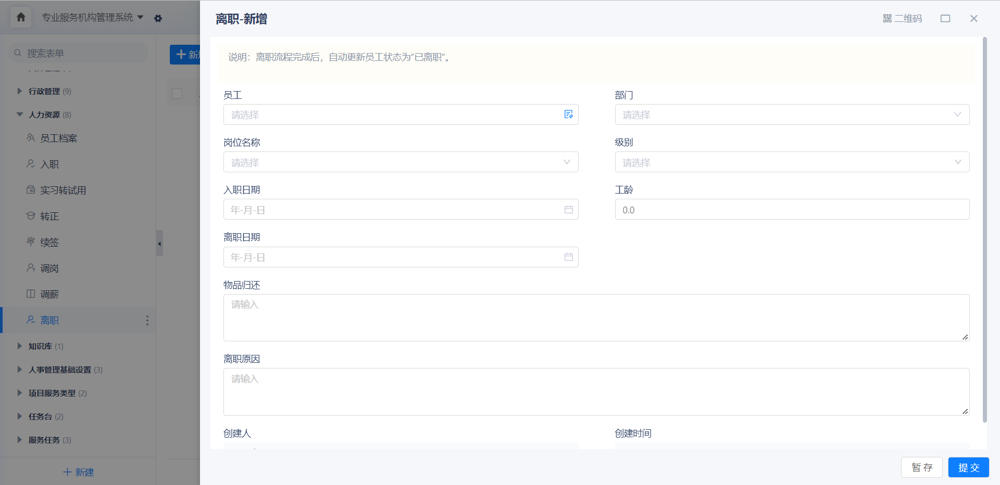 专业服务机构管理系统
离职-新增
二维码
搜索表单
新增
行政管理 (9)
人力资源 (8)
员工档案
入职
实习转试用
转正
续签
调岗
调薪
离职
知识库 (1)
人事管理基础设置 (3)
项目服务类型 (2)
任务台 (2)
服务任务 (3)
新建
说明：离职流程完成后，自动更新员工状态为“已离职”。
员工
请选择
部门
请选择
岗位名称
请选择
级别
请选择
入职日期
年-月-日
工龄
0.0
离职日期
年-月-日
物品归还
请输入
离职原因
请输入
创建人
创建时间
暂存
提交